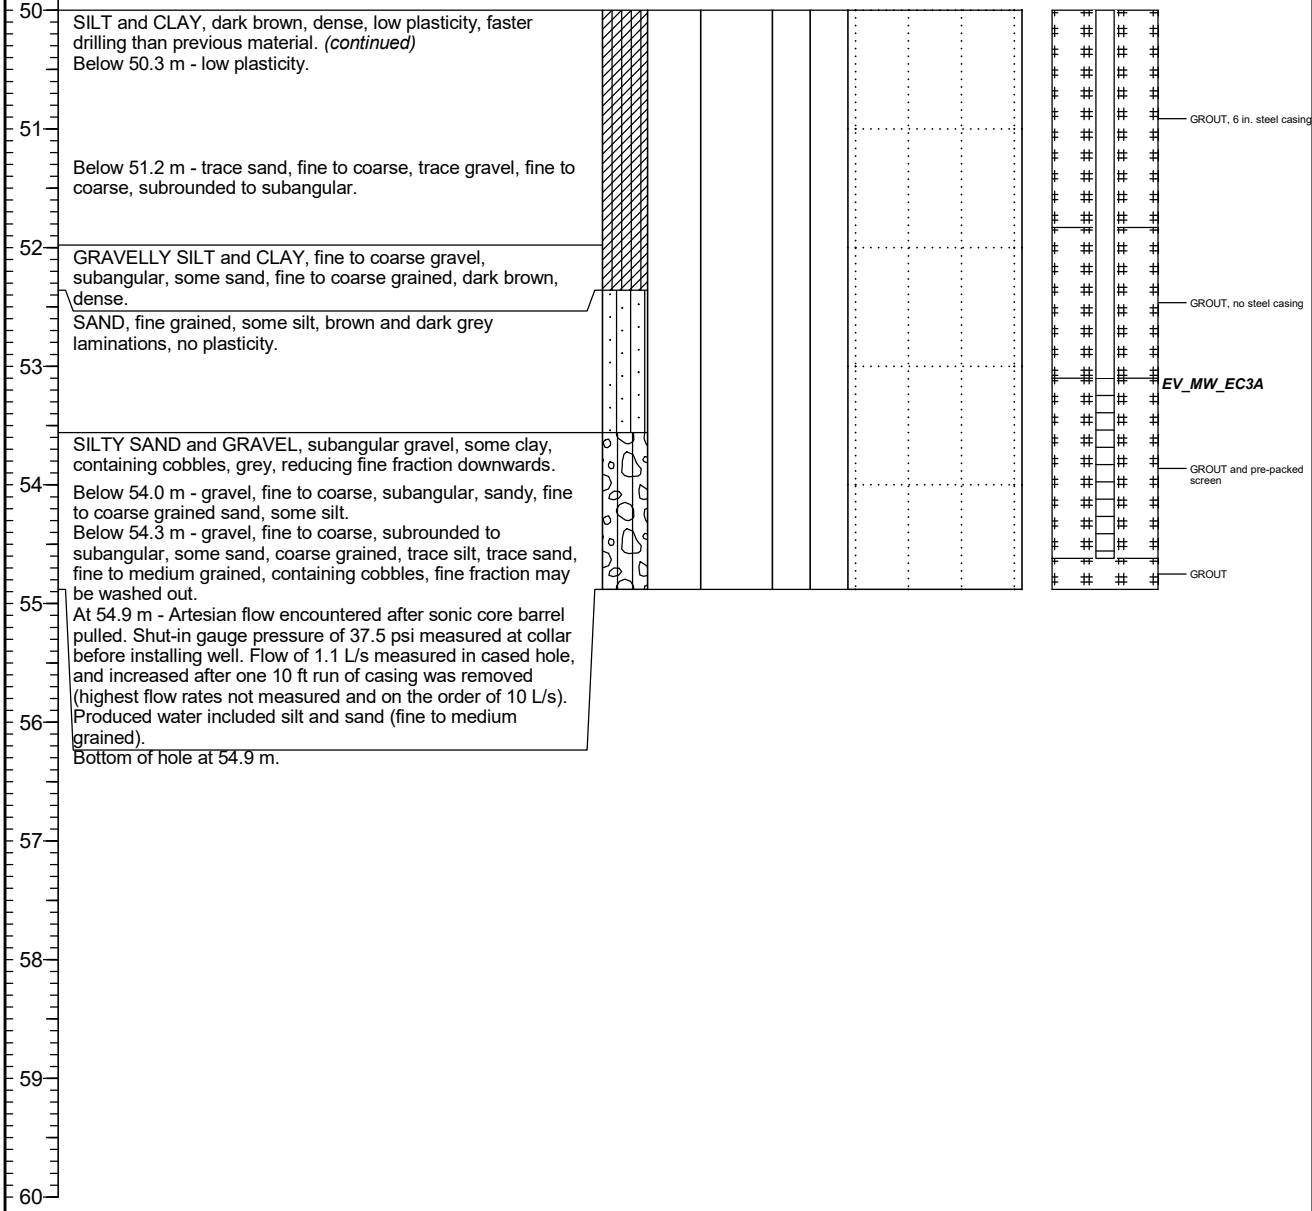 50
SILT and CLAY, dark brown, dense, low plasticity, faster
drilling than previous material. (continued)
Below 50.3 m - low plasticity.
51
GROUT, 6 in. steel casing
Below 51.2 m - trace sand, fine to coarse, trace gravel, fine to
coarse, subrounded to subangular.
52
GRAVELLY SILT and CLAY, fine to coarse gravel,
subangular, some sand, fine to coarse grained, dark brown,
dense.
GROUT, no steel casing
SAND, fine grained, some silt, brown and dark grey
laminations, no plasticity.
53
EV_MW_EC3A
SILTY SAND and GRAVEL, subangular gravel, some clay,
containing cobbles, grey, reducing fine fraction downwards.
GROUT and pre-packed
screen
54
Below 54.0 m - gravel, fine to coarse, subangular, sandy, fine
to coarse grained sand, some silt.
Below 54.3 m - gravel, fine to coarse, subrounded to
subangular, some sand, coarse grained, trace silt, trace sand,
fine to medium grained, containing cobbles, fine fraction may
be washed out.
GROUT
55
At 54.9 m - Artesian flow encountered after sonic core barrel
pulled. Shut-in gauge pressure of 37.5 psi measured at collar
before installing well. Flow of 1.1 L/s measured in cased hole,
and increased after one 10 ft run of casing was removed
(highest flow rates not measured and on the order of 10 L/s).
Produced water included silt and sand (fine to medium
grained).
56
Bottom of hole at 54.9 m.
57
58
59
60